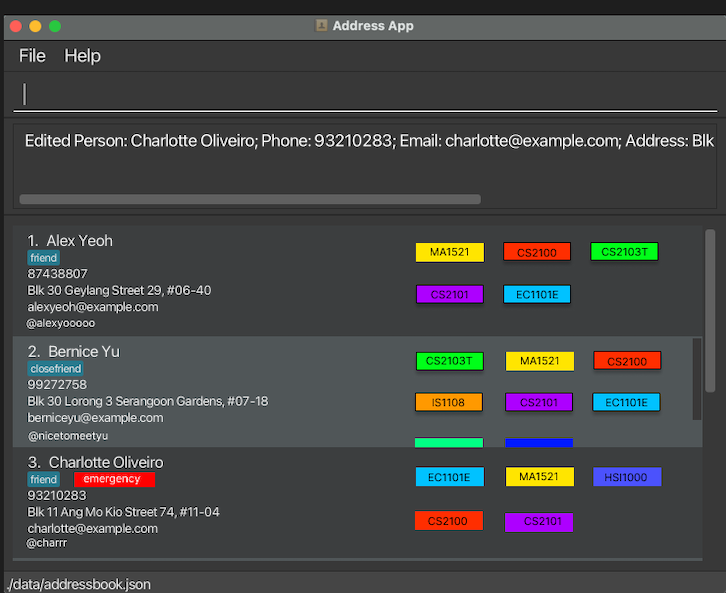 Address App
File Help
Edited Person: Charlotte Oliveiro; Phone: 93210283; Email: charlotte@example.com; Address: Blk
1. Alex Yeoh
friend
87438807
Blk 30 Geylang Street 29, #06-40
alexyeoh@example.com
@alexyooooo
MA1521 CS2100 CS2103T
CS2101 EC1101E
2. Bernice Yu
closefriend
99272758
Blk 30 Lorong 3 Serangoon Gardens, #07-18
berniceyu@example.com
@nicetomeetyu
CS2103T MA1521 CS2100
IS1108 CS2101 EC1101E
3. Charlotte Oliveiro
friend emergency
93210283
Blk 11 Ang Mo Kio Street 74, #11-04
charlotte@example.com
@charrr
EC1101E MA1521 HSI1000
CS2100 CS2101
./data/addressbook.json